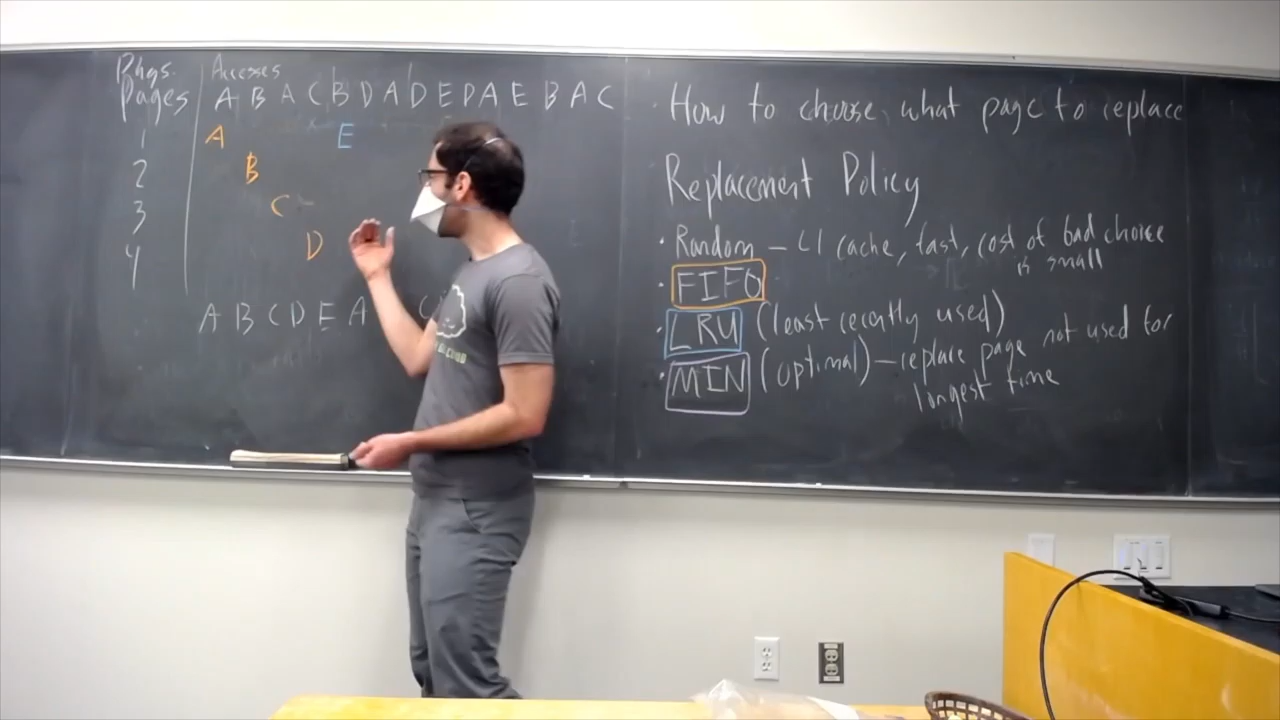 Phys. Accesses
Pages A B A C B D A D E D A E B A C
1 A E
2 B
3 C
4 D
A B C D E A C
How to choose what page to replace
Replacement Policy
Random - L1 cache, fast, cost of bad choice
is small
FIFO
LRU (least recently used)
MIN (optimal) - replace page not used for
longest time